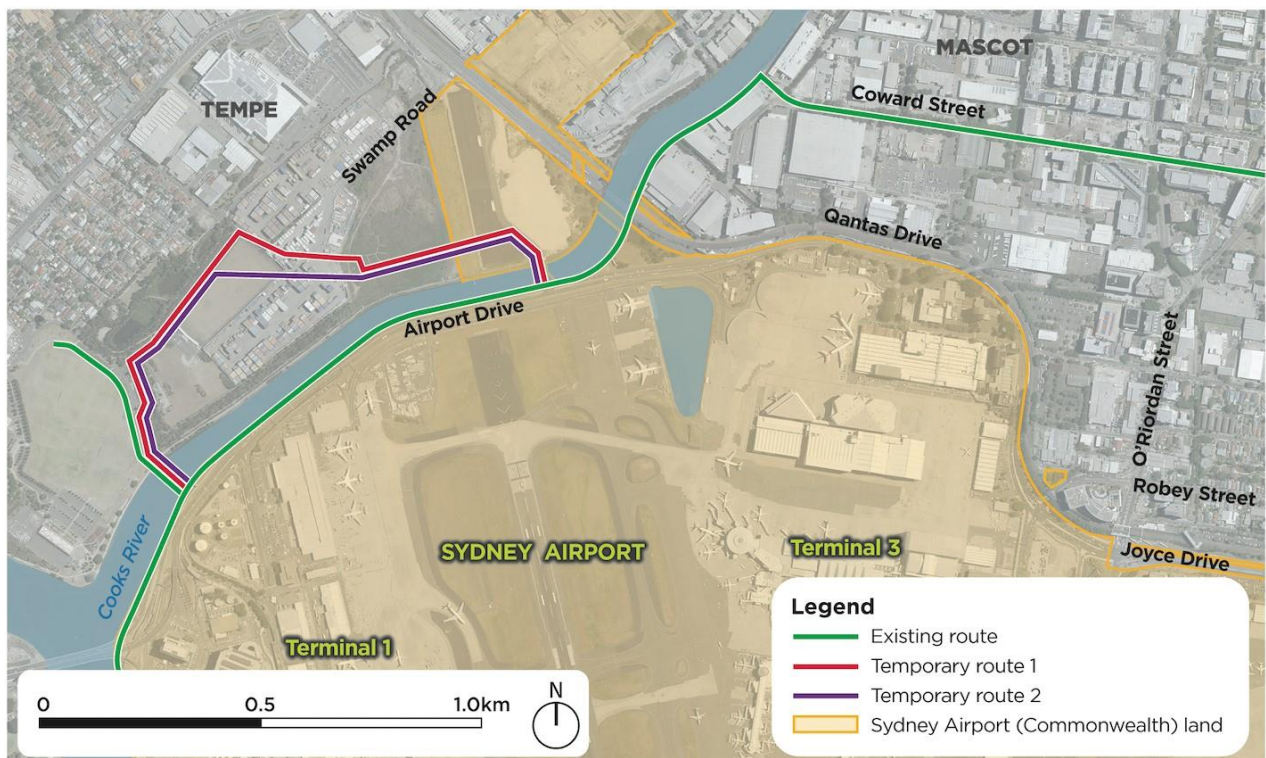 MASCOT
TEMPE
Coward Street
Swamp Road
Qantas Drive
Airport Drive
O'Riordan Street
Robey Street
Cooks River
SYDNEY AIRPORT
Terminal 3
Joyce Drive
Terminal 1
Legend
Existing route
Temporary route 1
Temporary route 2
Sydney Airport (Commonwealth) land
0 0.5 1.0km
N